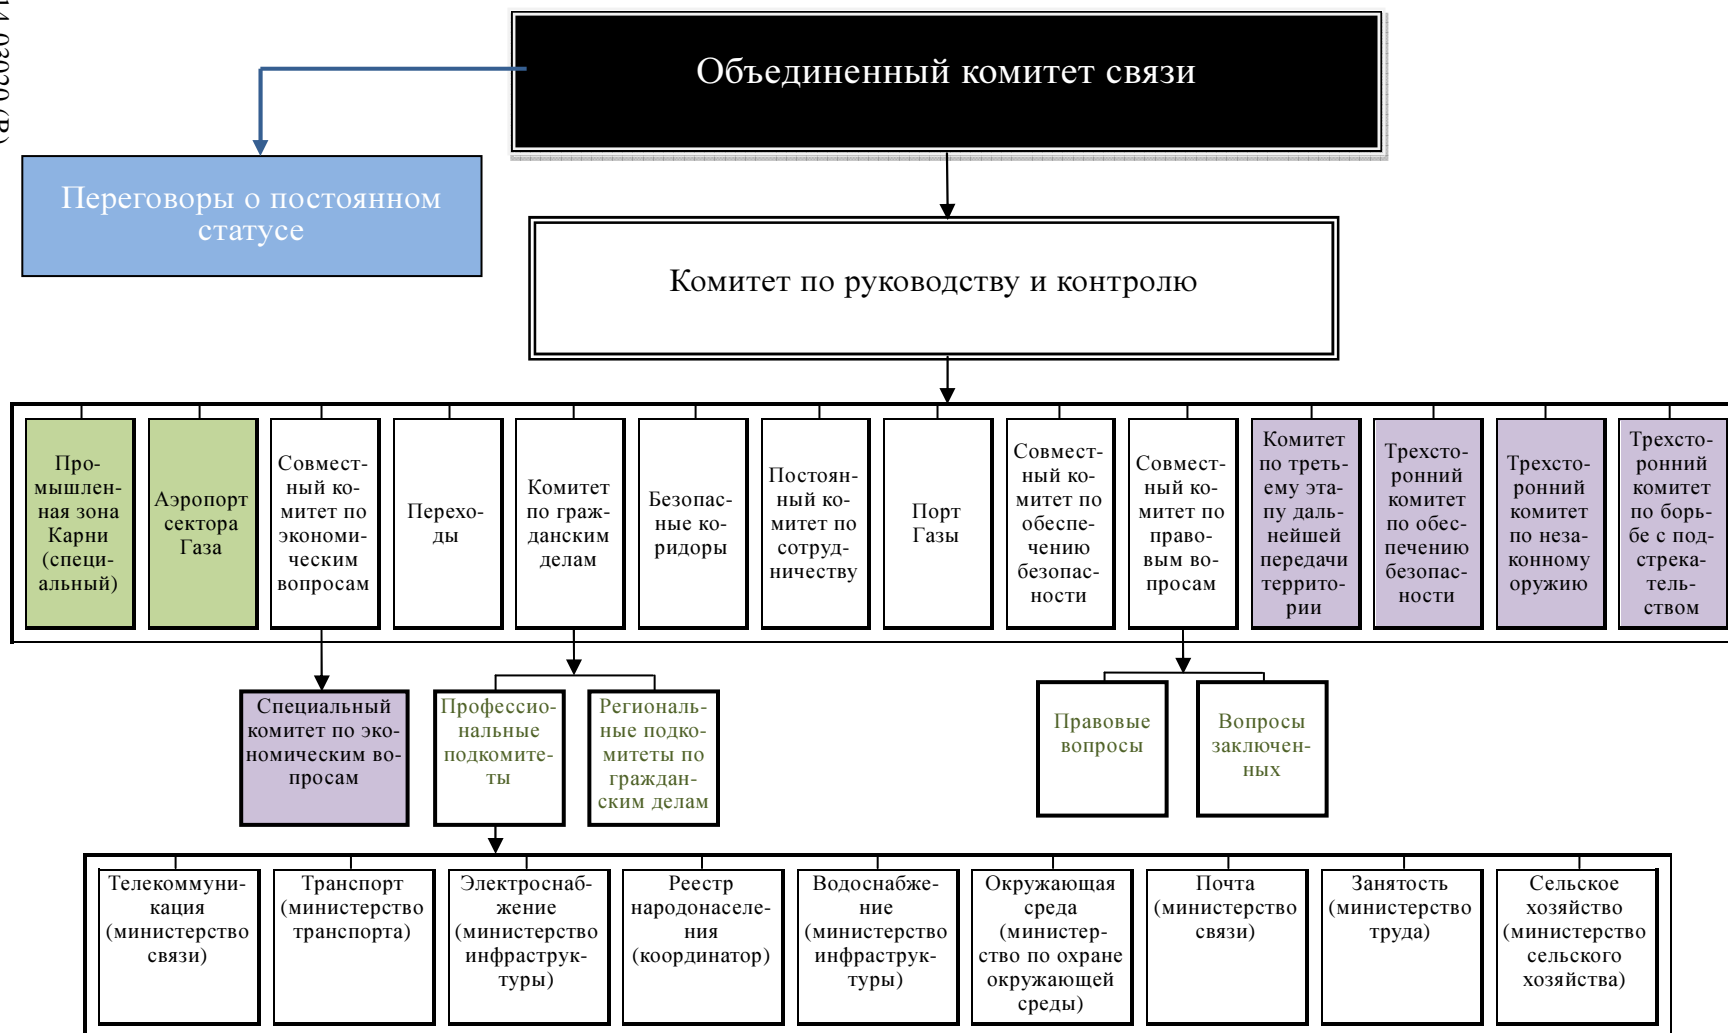 Объединенный комитет связи
Переговоры о постоянном
статусе
Комитет по руководству и контролю
Про-
мышлен-
ная зона
Карни
(специ-
альный)
Аэропорт
сектора
Газа
Совмест-
ный ко-
митет по
экономи-
ческим
вопросам
Перехо-
ды
Комитет
по граж-
данским
делам
Безопас-
ные ко-
ридоры
Постоян-
ный ко-
митет по
сотруд-
ничеству
Порт
Газы
Совмест-
ный ко-
митет по
обеспе-
чению
безопас-
ности
Совмест-
ный ко-
митет по
право-
вым во-
просам
Комитет
по треть-
ему эта-
пу даль-
нейшей
передачи
террито-
рии
Трехсто-
ронний
комитет
по обес-
печению
безопас-
ности
Трехсто-
ронний
комитет
по неза-
конному
оружию
Трехсто-
ронний
комитет
по борь-
бе с под-
стрека-
тель-
ством
Специальный
комитет по эко-
номическим во-
просам
Профессио-
нальные
подкомите-
ты
Региональ-
ные подко-
митеты по
граждан-
ским делам
Правовые
вопросы
Вопросы
заключен-
ных
Телекоммуни-
кация
(министерство
связи)
Транспорт
(министерство
транспорта)
Электроснаб-
жение
(министерство
инфраструк-
туры)
Реестр
народонаселе-
ния
(координатор)
Водоснабже-
ние
(министерство
инфраструк-
туры)
Окружающая
среда
(министер-
ство по охране
окружающей
среды)
Почта
(министерство
связи)
Занятость
(министерство
труда)
Сельское
хозяйство
(министерство
сельского
хозяйства)